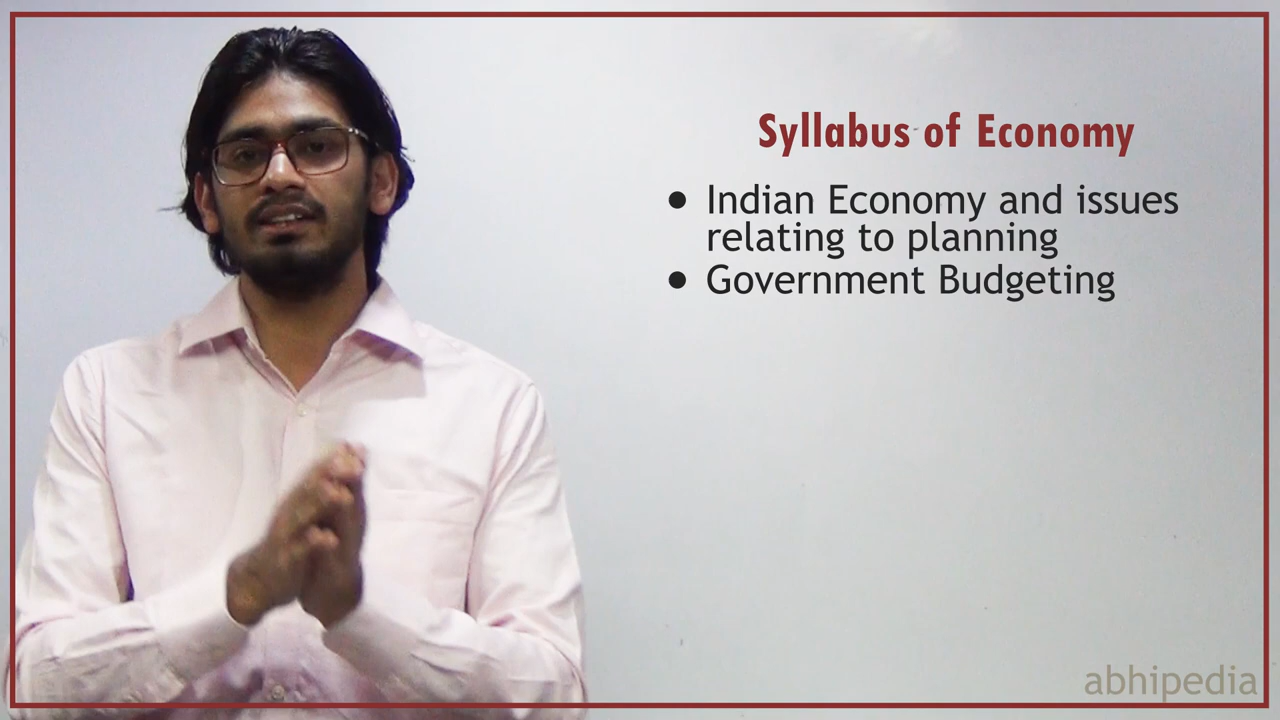 Syllabus of Economy
● Indian Economy and issues
relating to planning
● Government Budgeting
abhipedia